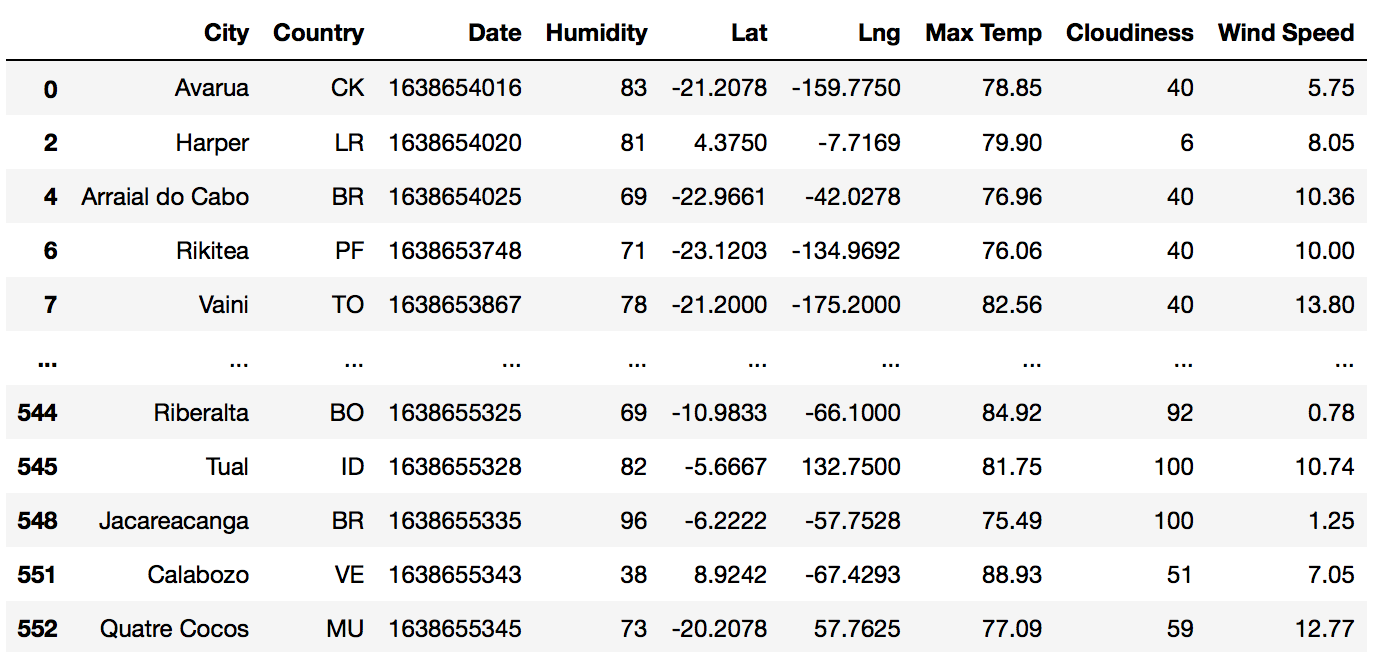 City Country Date Humidity Lat Lng Max Temp Cloudiness Wind Speed
0 Avarua CK 1638654016 83 -21.2078 -159.7750 78.85 40 5.75
2 Harper LR 1638654020 81 4.3750 -7.7169 79.90 6 8.05
4 Arraial do Cabo BR 1638654025 69 -22.9661 -42.0278 76.96 40 10.36
6 Rikitea PF 1638653748 71 -23.1203 -134.9692 76.06 40 10.00
7 Vaini TO 1638653867 78 -21.2000 -175.2000 82.56 40 13.80
... ... ... ... ... ... ... ... ... ...
544 Riberalta BO 1638655325 69 -10.9833 -66.1000 84.92 92 0.78
545 Tual ID 1638655328 82 -5.6667 132.7500 81.75 100 10.74
548 Jacareacanga BR 1638655335 96 -6.2222 -57.7528 75.49 100 1.25
551 Calabozo VE 1638655343 38 8.9242 -67.4293 88.93 51 7.05
552 Quatre Cocos MU 1638655345 73 -20.2078 57.7625 77.09 59 12.77